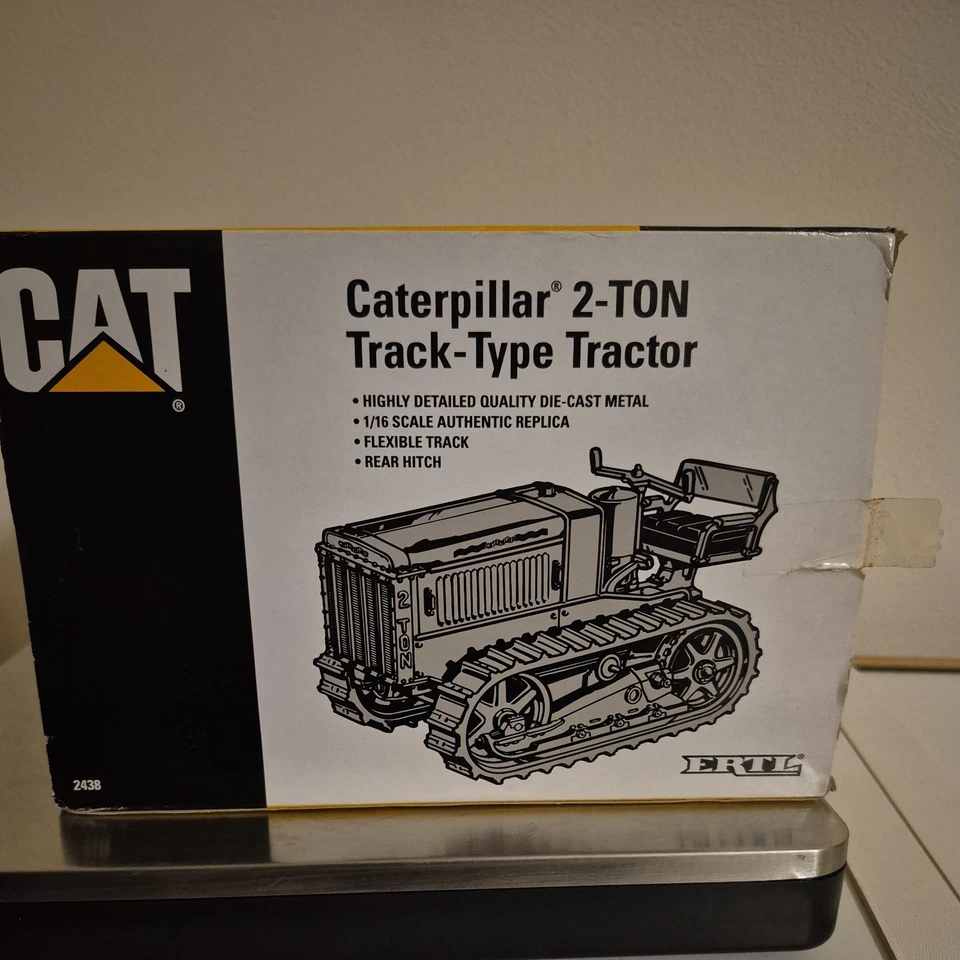 CAT®
Caterpillar® 2-TON
Track-Type Tractor
• HIGHLY DETAILED QUALITY DIE-CAST METAL
• 1/16 SCALE AUTHENTIC REPLICA
• FLEXIBLE TRACK
• REAR HITCH
2 TON
ERTL®
2438